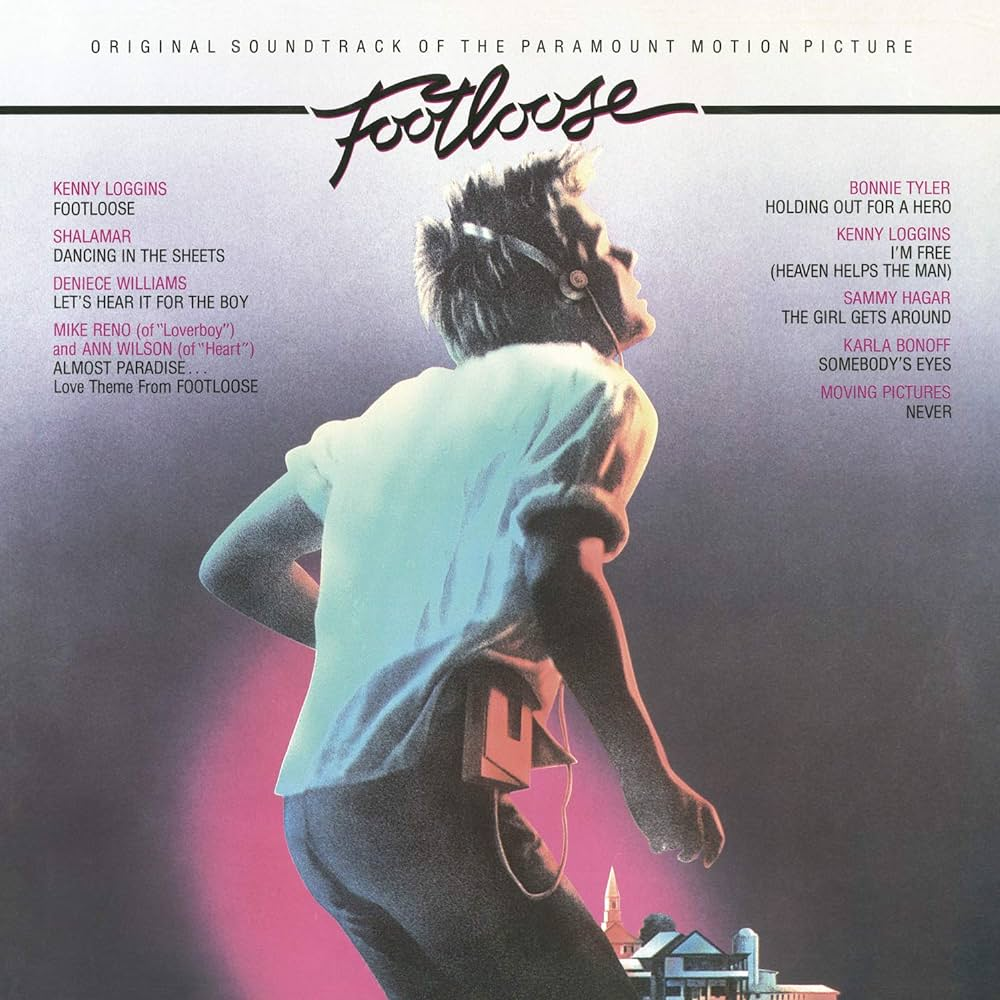 ORIGINAL SOUNDTRACK OF THE PARAMOUNT MOTION PICTURE
Footloose
KENNY LOGGINS
FOOTLOOSE
SHALAMAR
DANCING IN THE SHEETS
DENIECE WILLIAMS
LET'S HEAR IT FOR THE BOY
MIKE RENO (of "Loverboy")
and ANN WILSON (of "Heart")
ALMOST PARADISE...
Love Theme From FOOTLOOSE
BONNIE TYLER
HOLDING OUT FOR A HERO
KENNY LOGGINS
I'M FREE
(HEAVEN HELPS THE MAN)
SAMMY HAGAR
THE GIRL GETS AROUND
KARLA BONOFF
SOMEBODY'S EYES
MOVING PICTURES
NEVER